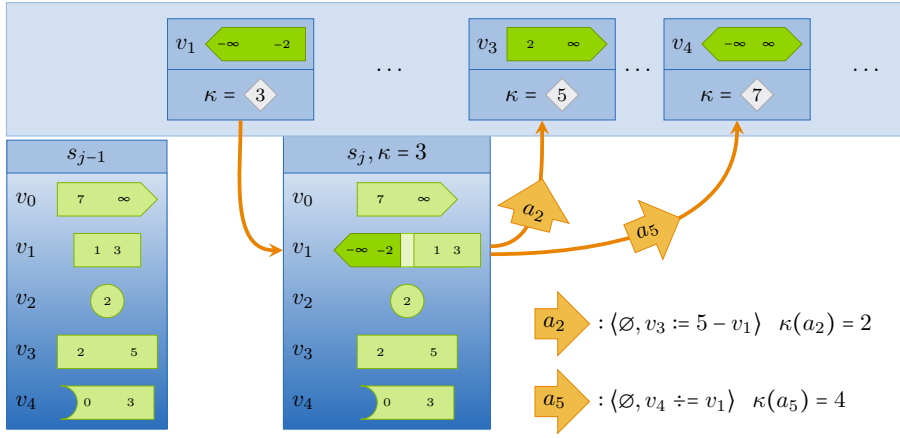 v₁ −∞ −2 … v₃ 2 ∞ … v₄ −∞ ∞ …
κ = 3 κ = 5 κ = 7
s_{j−1} s_j, κ = 3
v₀ 7 ∞ v₀ 7 ∞ a₂ a₅
v₁ 1 3 v₁ −∞ −2 1 3
v₂ 2 v₂ 2
a₂ : ⟨∅, v₃ := 5 − v₁⟩ κ(a₂) = 2
v₃ 2 5 v₃ 2 5
a₅ : ⟨∅, v₄ ÷= v₁⟩ κ(a₅) = 4
v₄ 0 3 v₄ 0 3